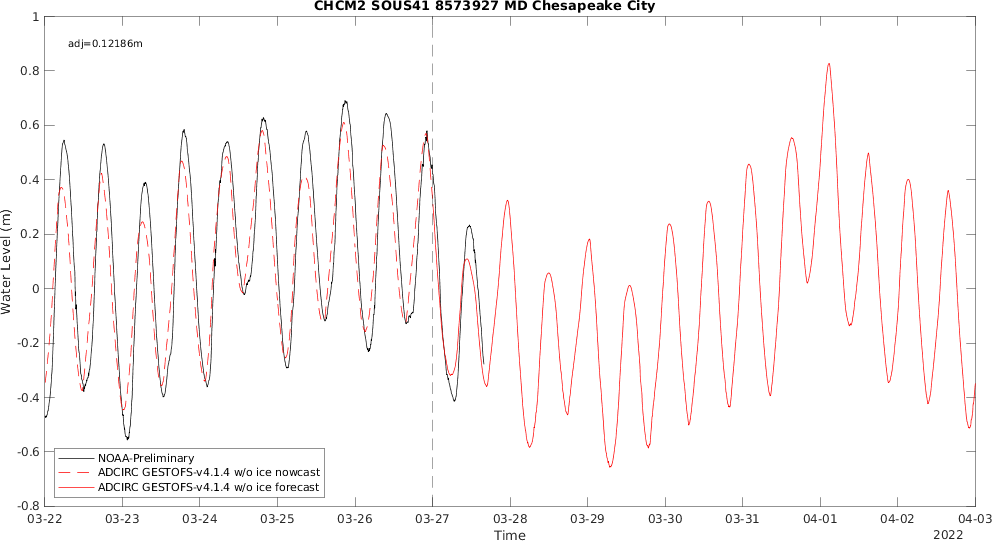 CHCM2 SOUS41 8573927 MD Chesapeake City
adj=0.12186m
1
0.8
0.6
0.4
0.2
0
-0.2
-0.4
-0.6
-0.8
Water Level (m)
NOAA-Preliminary
ADCIRC GESTOFS-v4.1.4 w/o ice nowcast
ADCIRC GESTOFS-v4.1.4 w/o ice forecast
03-22 03-23 03-24 03-25 03-26 03-27 03-28 03-29 03-30 03-31 04-01 04-02 04-03
Time
2022